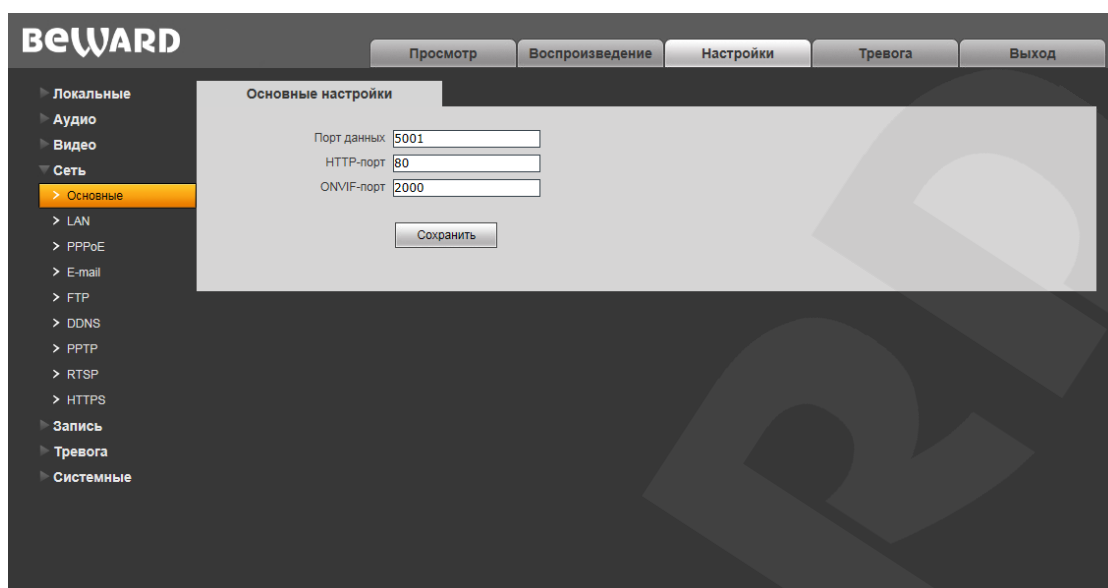 BEWARD
Просмотр
Воспроизведение
Настройки
Тревога
Выход
Локальные
Аудио
Видео
Сеть
> Основные
> LAN
> PPPoE
> E-mail
> FTP
> DDNS
> PPTP
> RTSP
> HTTPS
Запись
Тревога
Системные
Основные настройки
Порт данных 5001
HTTP-порт 80
ONVIF-порт 2000
Сохранить